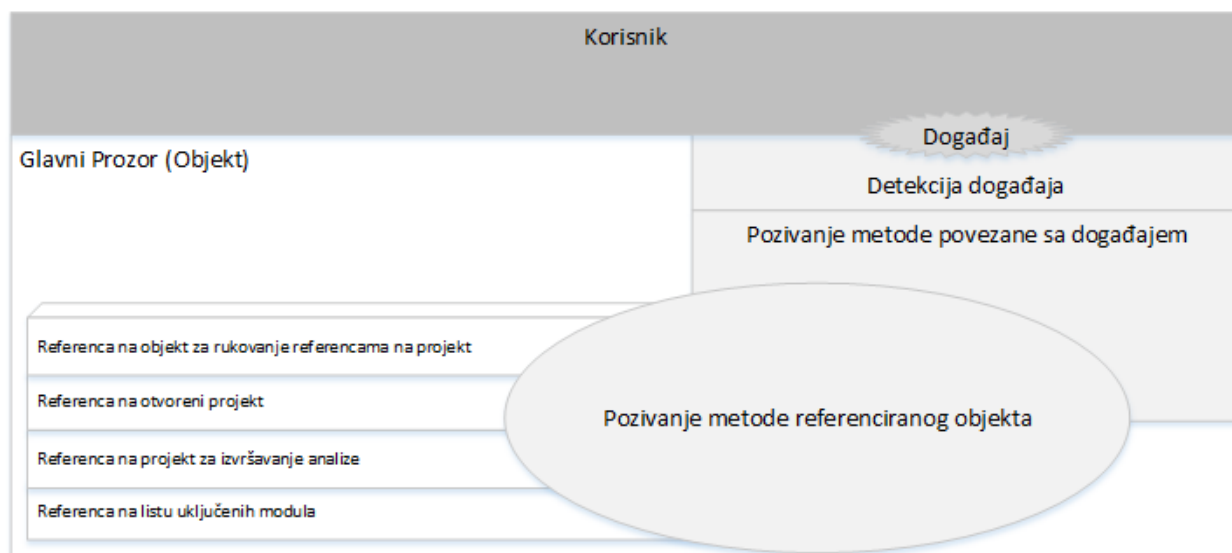 Korisnik
Događaj
Glavni Prozor (Objekt)
Detekcija događaja
Pozivanje metode povezane sa događajem
Referenca na objekt za rukovanje referencama na projekt
Referenca na otvoreni projekt
Pozivanje metode referenciranog objekta
Referenca na projekt za izvršavanje analize
Referenca na listu uključenih modula